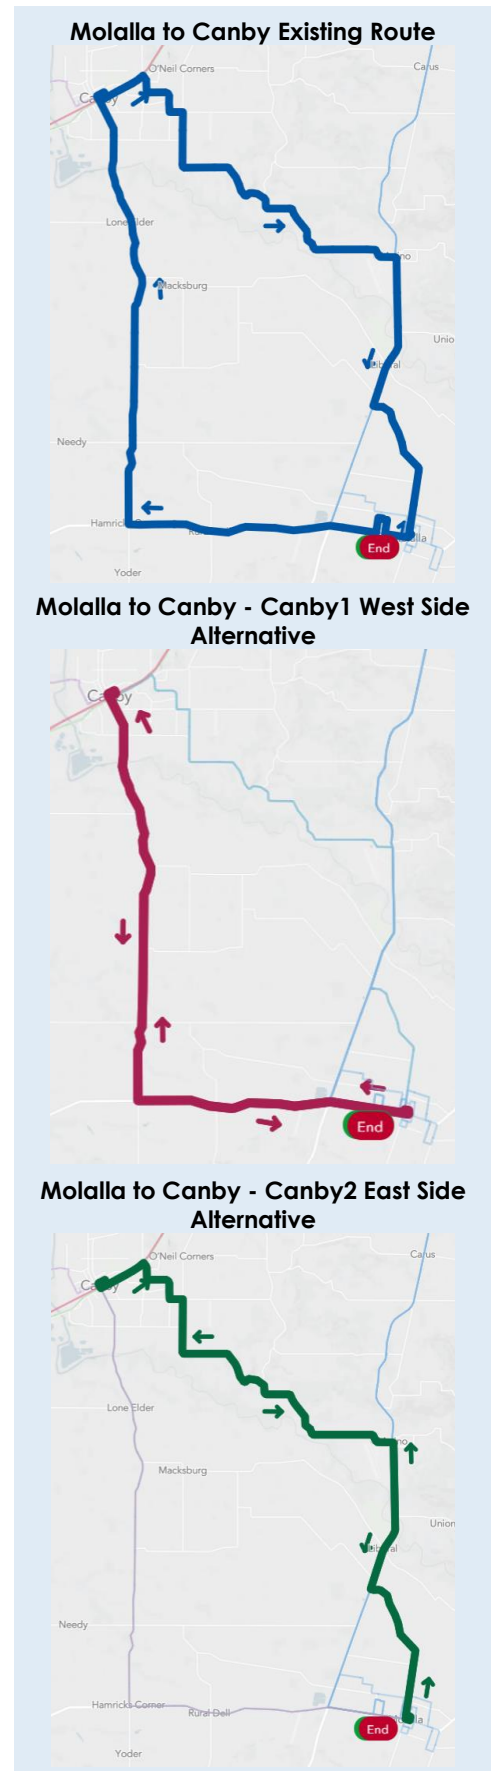 Molalla to Canby Existing Route
O'Neil Corners
Carus
Lone Elder
Macksburg
Unio
Needy
Yoder
End
Molalla to Canby - Canby1 West Side
Alternative
Canby
End
Molalla to Canby - Canby2 East Side
Alternative
O'Neil Corners
Carus
Lone Elder
Macksburg
Union
Needy
Hamricks Corner
Rural Dell
Yoder
End